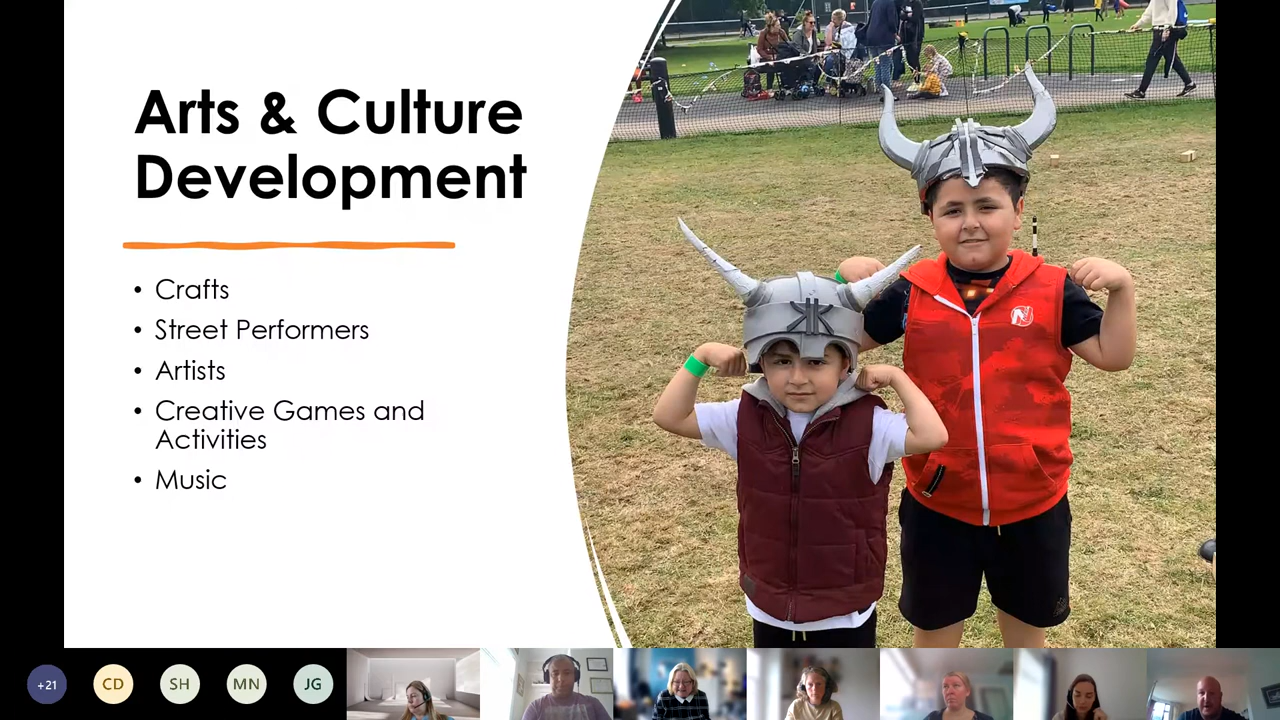 Arts & Culture
Development
• Crafts
• Street Performers
• Artists
• Creative Games and
Activities
• Music
+21
CD
SH
MN
JG